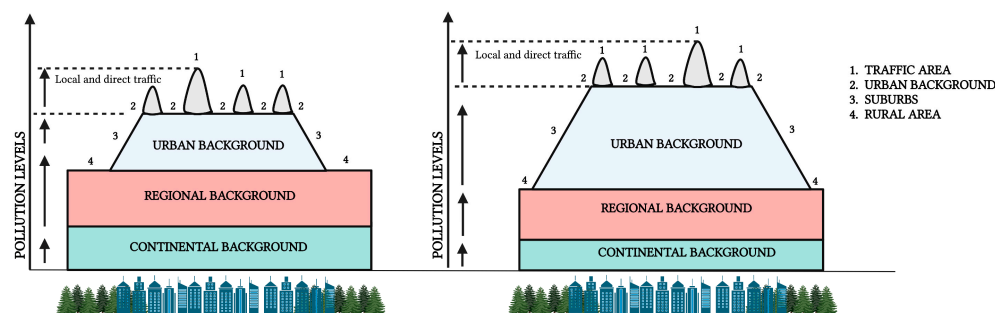 POLLUTION LEVELS
1
Local and direct traffic
1
1
1
2
2
2
2
2
3
URBAN BACKGROUND
3
4
4
REGIONAL BACKGROUND
CONTINENTAL BACKGROUND
POLLUTION LEVELS
1
Local and direct traffic
1
1
1
2
2
2
2
2
3
URBAN BACKGROUND
3
4
4
REGIONAL BACKGROUND
CONTINENTAL BACKGROUND
1. TRAFFIC AREA
2. URBAN BACKGROUND
3. SUBURBS
4. RURAL AREA